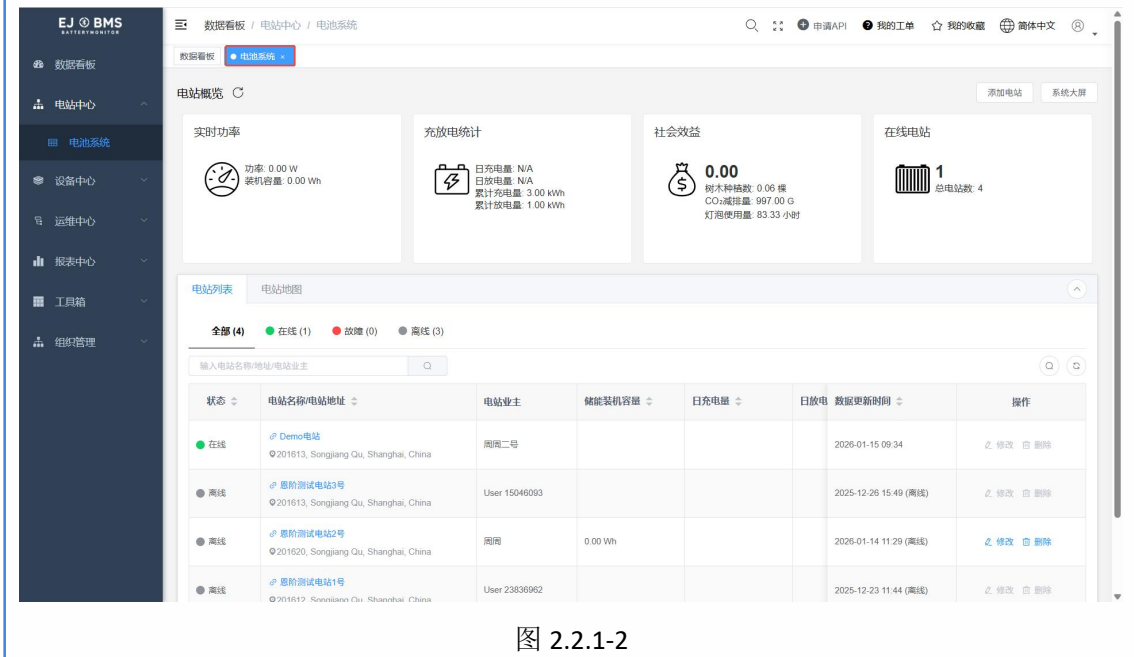 EJ BMS
BATTERYMONITOR
数据看板 / 电站中心 / 电池系统
申请API 我的工单 我的收藏 简体中文
数据看板
电池系统 ×
数据看板
电站中心
电池系统
设备中心
运维中心
报表中心
工具箱
组织管理
电站概览
添加电站 系统大屏
实时功率
功率: 0.00 W
装机容量: 0.00 Wh
充放电统计
日充电量: N/A
日放电量: N/A
累计充电量: 3.00 kWh
累计放电量: 1.00 kWh
社会效益
0.00
树木种植数: 0.06 棵
CO₂减排量: 997.00 G
灯泡使用量: 83.33 小时
在线电站
1
总电站数: 4
电站列表 电站地图
全部 (4) 在线 (1) 故障 (0) 离线 (3)
输入电站名称/地址/电站业主
状态 电站名称/电站地址 电站业主 储能装机容量 日充电量 日放电 数据更新时间 操作
在线 Demo电站 周周二号 2026-01-15 09:34 修改 删除
201613, Songjiang Qu, Shanghai, China
离线 恩阶测试电站3号 User 15046093 2025-12-26 15:49 (离线) 修改 删除
201613, Songjiang Qu, Shanghai, China
离线 恩阶测试电站2号 周周 0.00 Wh 2026-01-14 11:29 (离线) 修改 删除
201620, Songjiang Qu, Shanghai, China
离线 恩阶测试电站1号 User 23836962 2025-12-23 11:44 (离线) 修改 删除
201612, Songjiang Qu, Shanghai, China
图 2.2.1-2